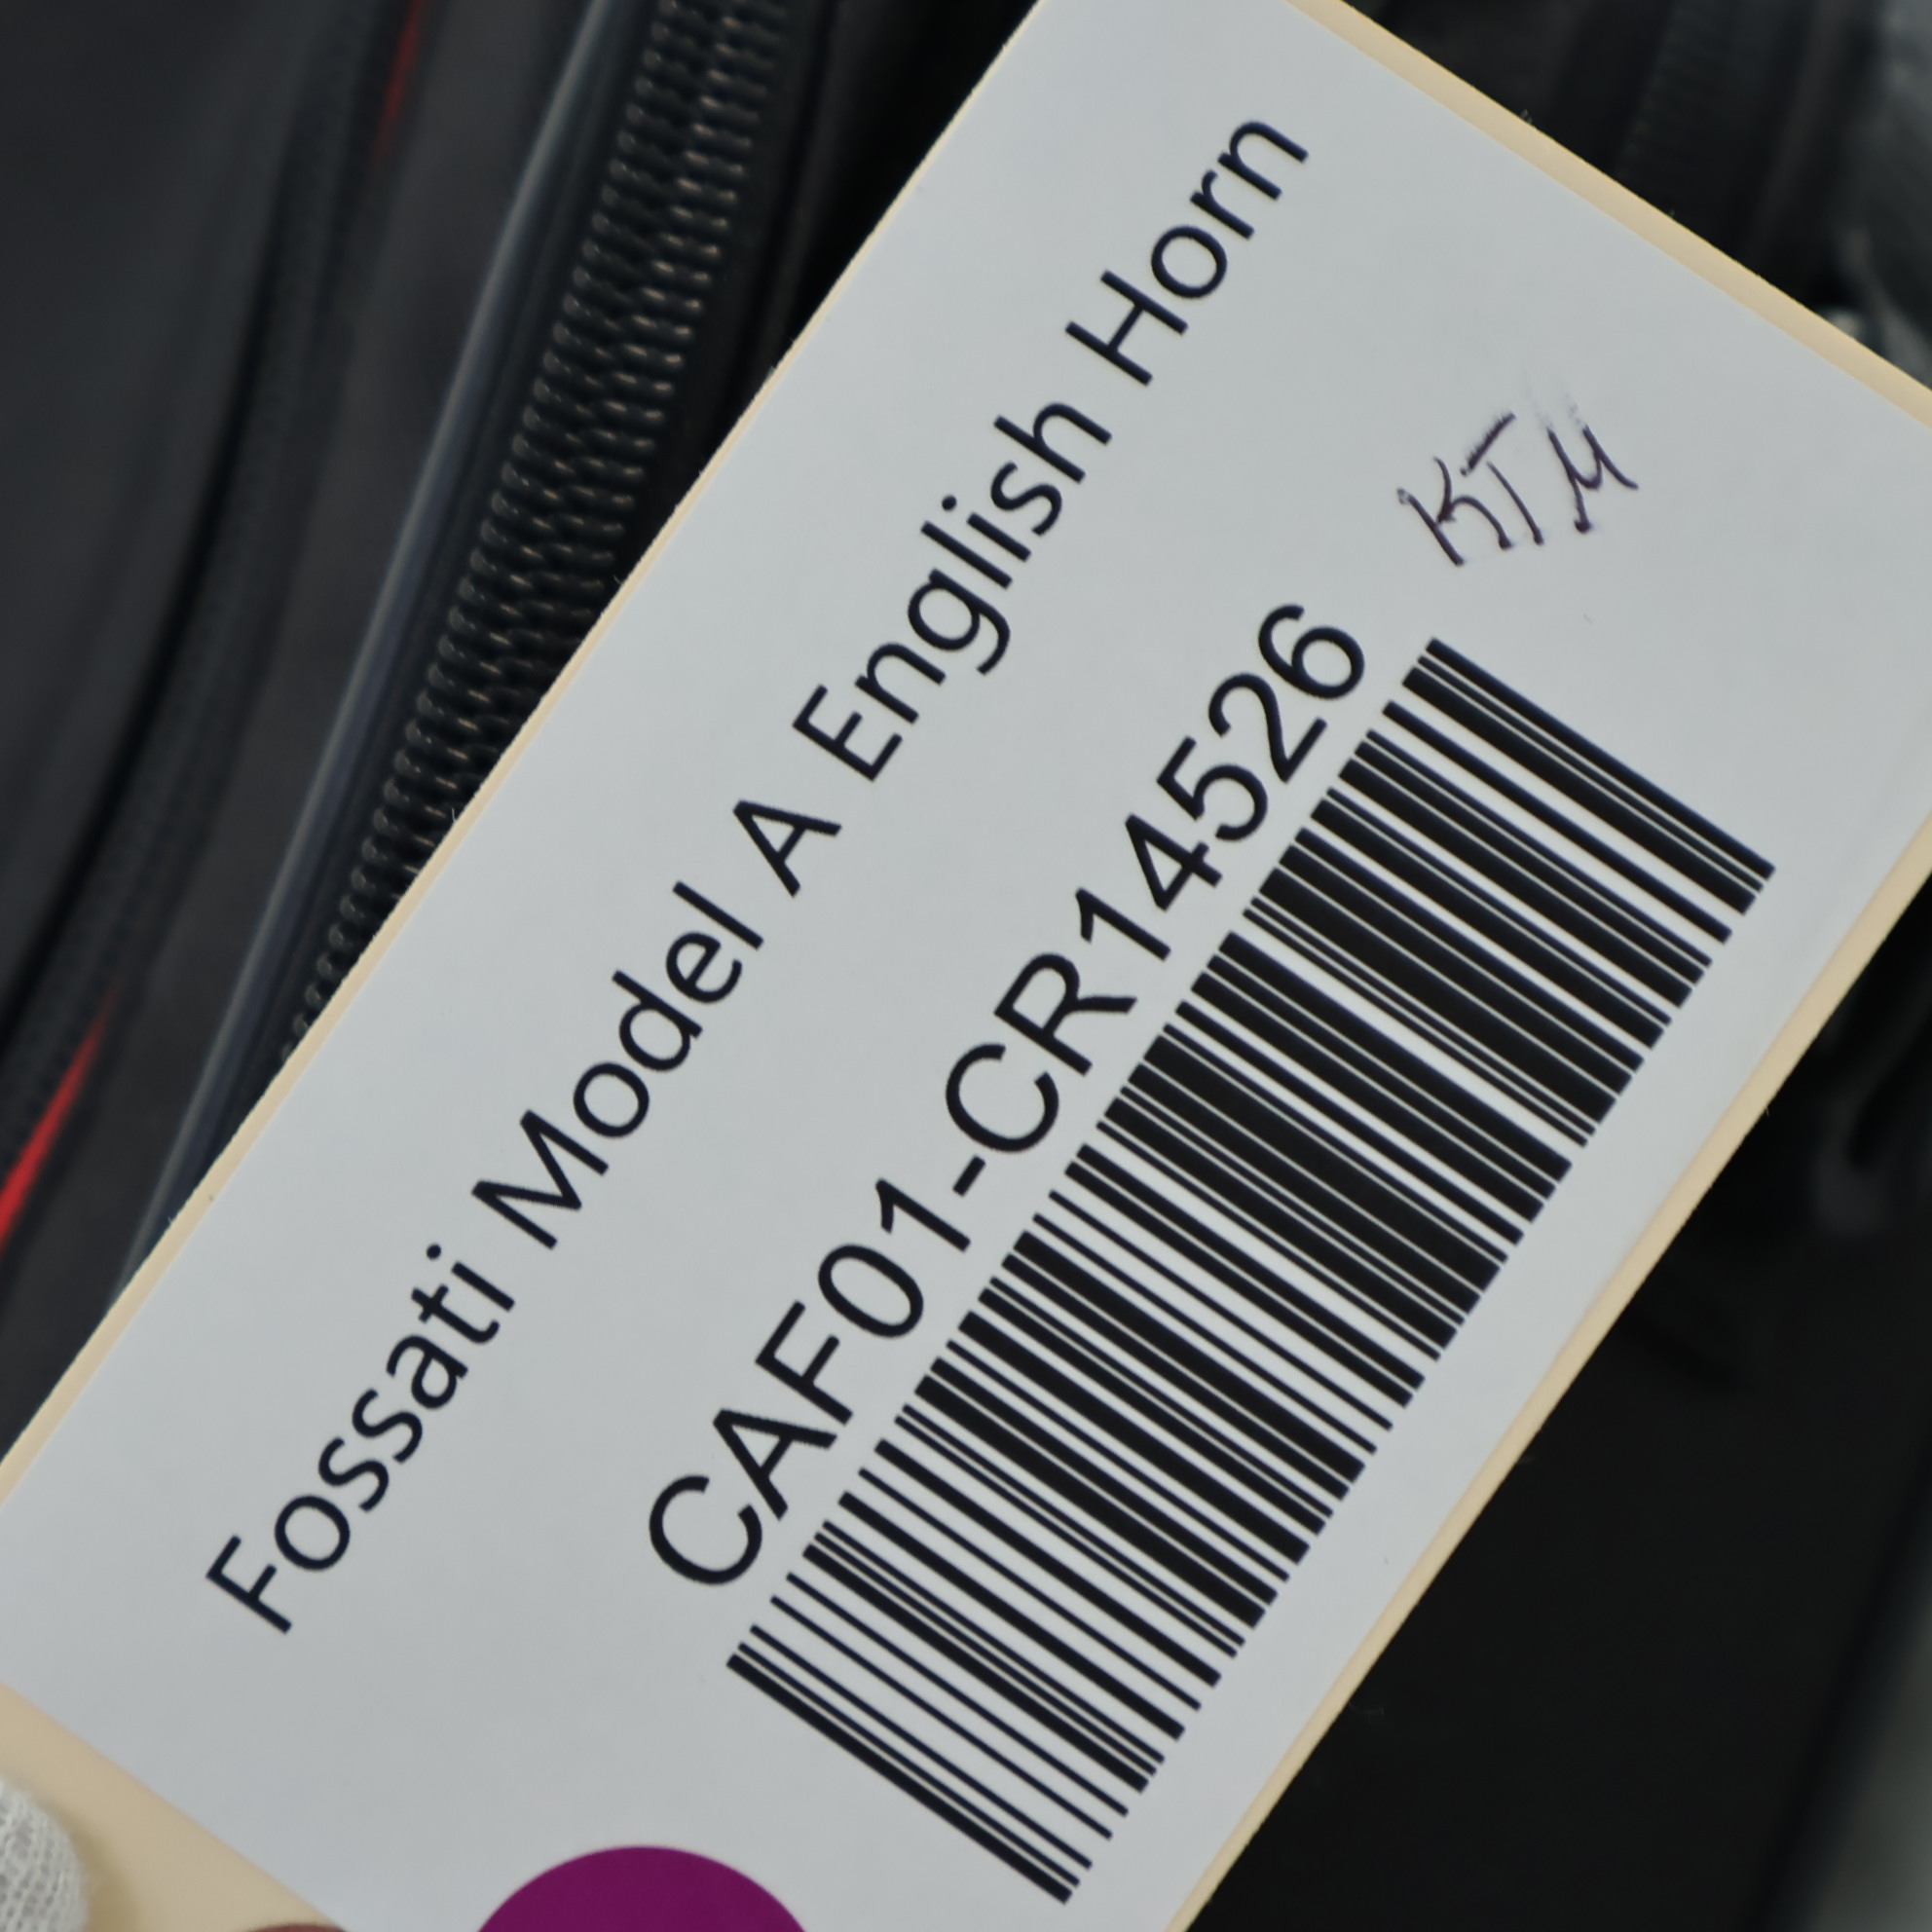 Fossati Model A English Horn
CAF01-CR14526
KTM